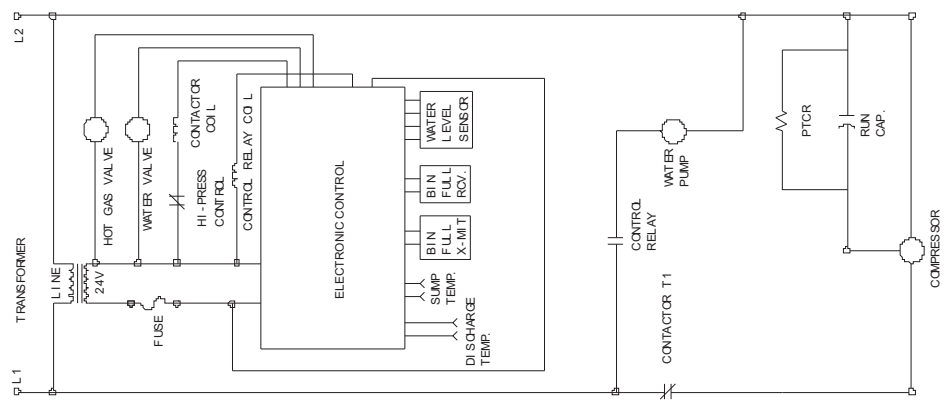 L2
L1
TRANSFORMER
LINE
24V
FUSE
HOT GAS VALVE
WATER VALVE
CONTACTOR
COIL
HI-PRESS
CONTROL
CONTROL RELAY COIL
ELECTRONIC CONTROL
WATER
LEVEL
SENSOR
BIN
FULL
RCV.
BIN
FULL
X-MIT
SUMP
TEMP.
DISCHARGE
TEMP.
CONTROL
RELAY
WATER
PUMP
CONTACTOR T1
PTCR
RUN
CAP.
COMPRESSOR